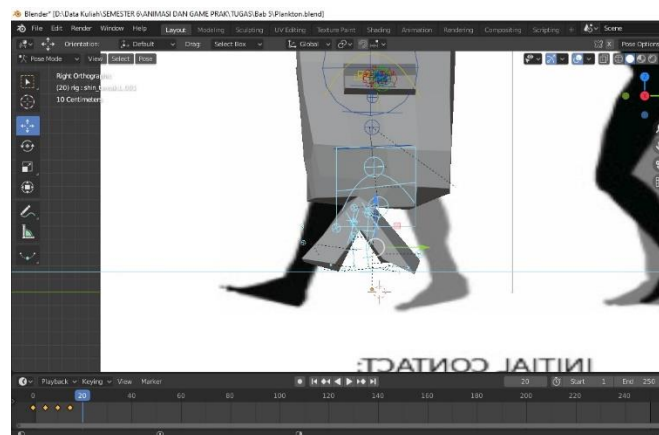 Blender* [D:\Data Kuliah\SEMESTER 6\ANIMASI DAN GAME PRAK\TUGAS\Bab 5\Plankton.blend]
File Edit Render Window Help Layout Modeling Sculpting UV Editing Texture Paint Shading Animation Rendering Compositing Scripting + Scene
Orientation: Default Drag: Select Box Global X Pose Options
Pose Mode View Select Pose
Right Orthographic
(20) rig :
10 Centimeters
INITIAL CONTACT:
Playback Keying View Marker 20 Start 1 End 250
0 20 40 60 80 100 120 140 160 180 200 220 240